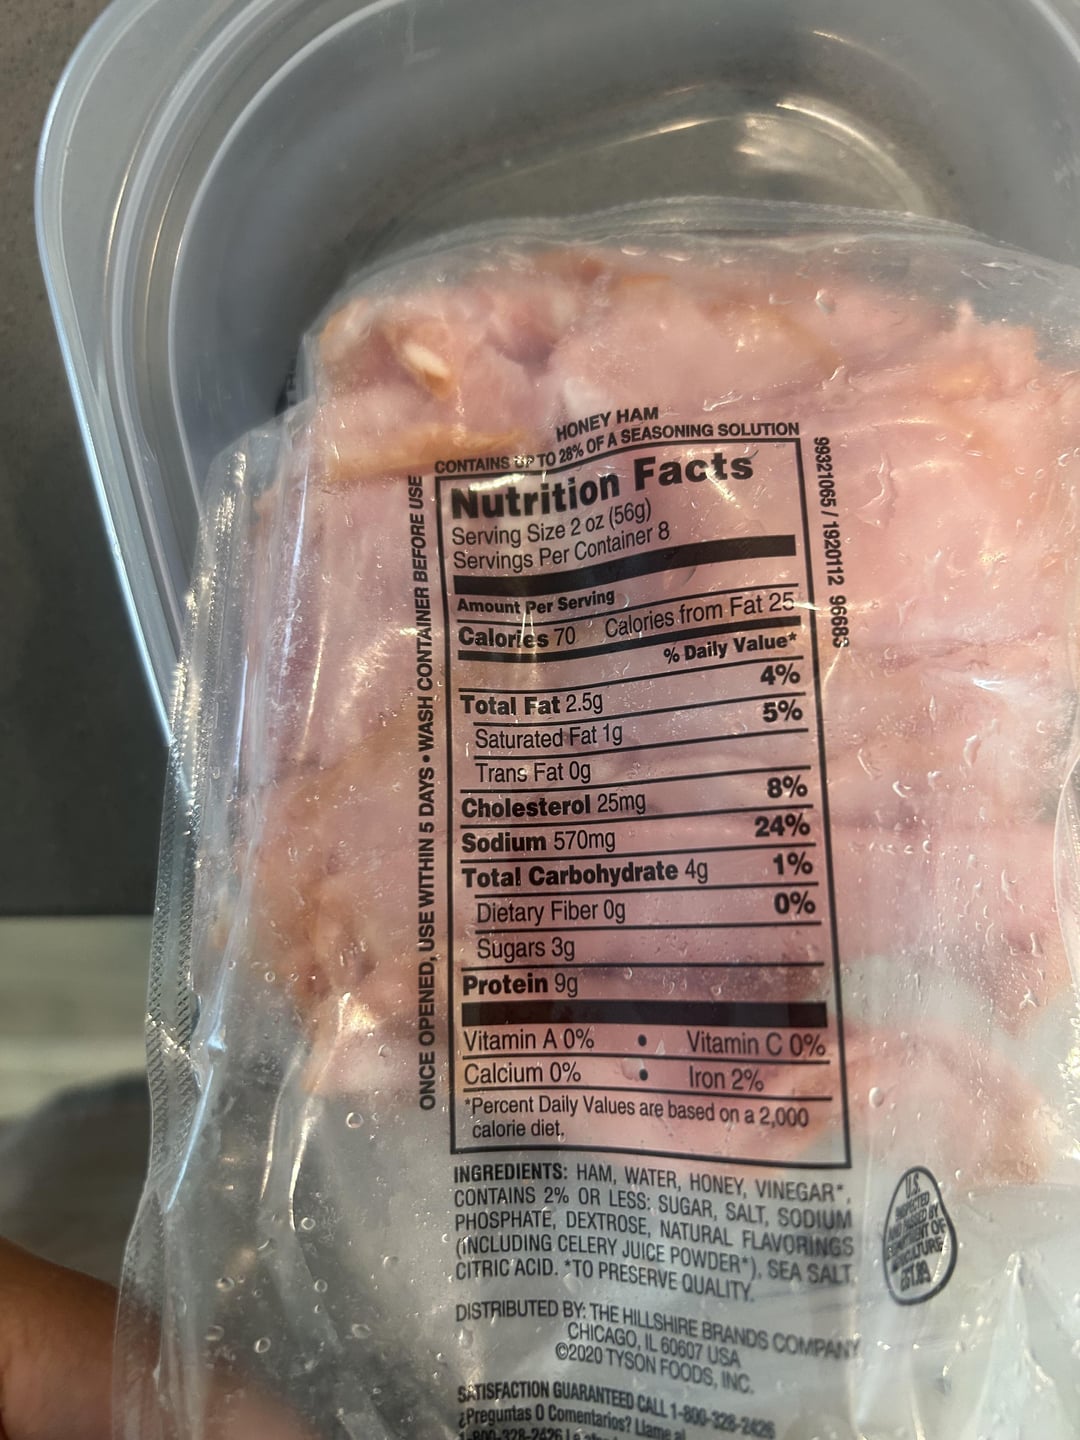 HONEY HAM
CONTAINS UP TO 28% OF A SEASONING SOLUTION
Nutrition Facts
Serving Size 2 oz (56g)
Servings Per Container 8
Amount Per Serving
Calories 70 Calories from Fat 25
% Daily Value*
Total Fat 2.5g 4%
Saturated Fat 1g 5%
Trans Fat 0g
Cholesterol 25mg 8%
Sodium 570mg 24%
Total Carbohydrate 4g 1%
Dietary Fiber 0g 0%
Sugars 3g
Protein 9g
Vitamin A 0% • Vitamin C 0%
Calcium 0% • Iron 2%
*Percent Daily Values are based on a 2,000
calorie diet.
ONCE OPENED, USE WITHIN 5 DAYS • WASH CONTAINER BEFORE USE
99321065 / 1920112 96683
INGREDIENTS: HAM, WATER, HONEY, VINEGAR*,
CONTAINS 2% OR LESS: SUGAR, SALT, SODIUM
PHOSPHATE, DEXTROSE, NATURAL FLAVORINGS
(INCLUDING CELERY JUICE POWDER*), SEA SALT,
CITRIC ACID. *TO PRESERVE QUALITY.
U.S.
INSPECTED
AND PASSED BY
DEPARTMENT OF
AGRICULTURE
DISTRIBUTED BY: THE HILLSHIRE BRANDS COMPANY
CHICAGO, IL 60607 USA
©2020 TYSON FOODS, INC.
SATISFACTION GUARANTEED CALL 1-800-328-2426
¿Preguntas O Comentarios? Llame al
1-800-328-2426